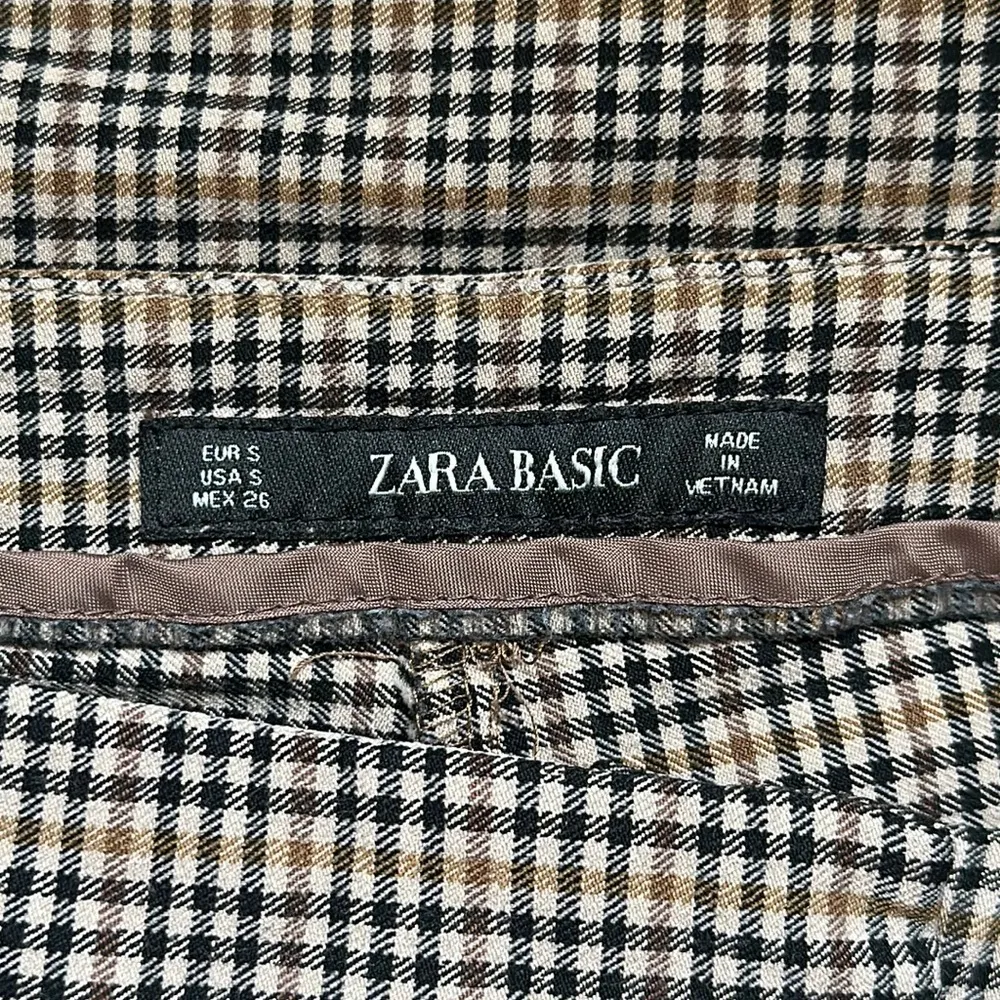 EUR S
USA S
MEX 26
ZARA BASIC
MADE
IN
VIETNAM